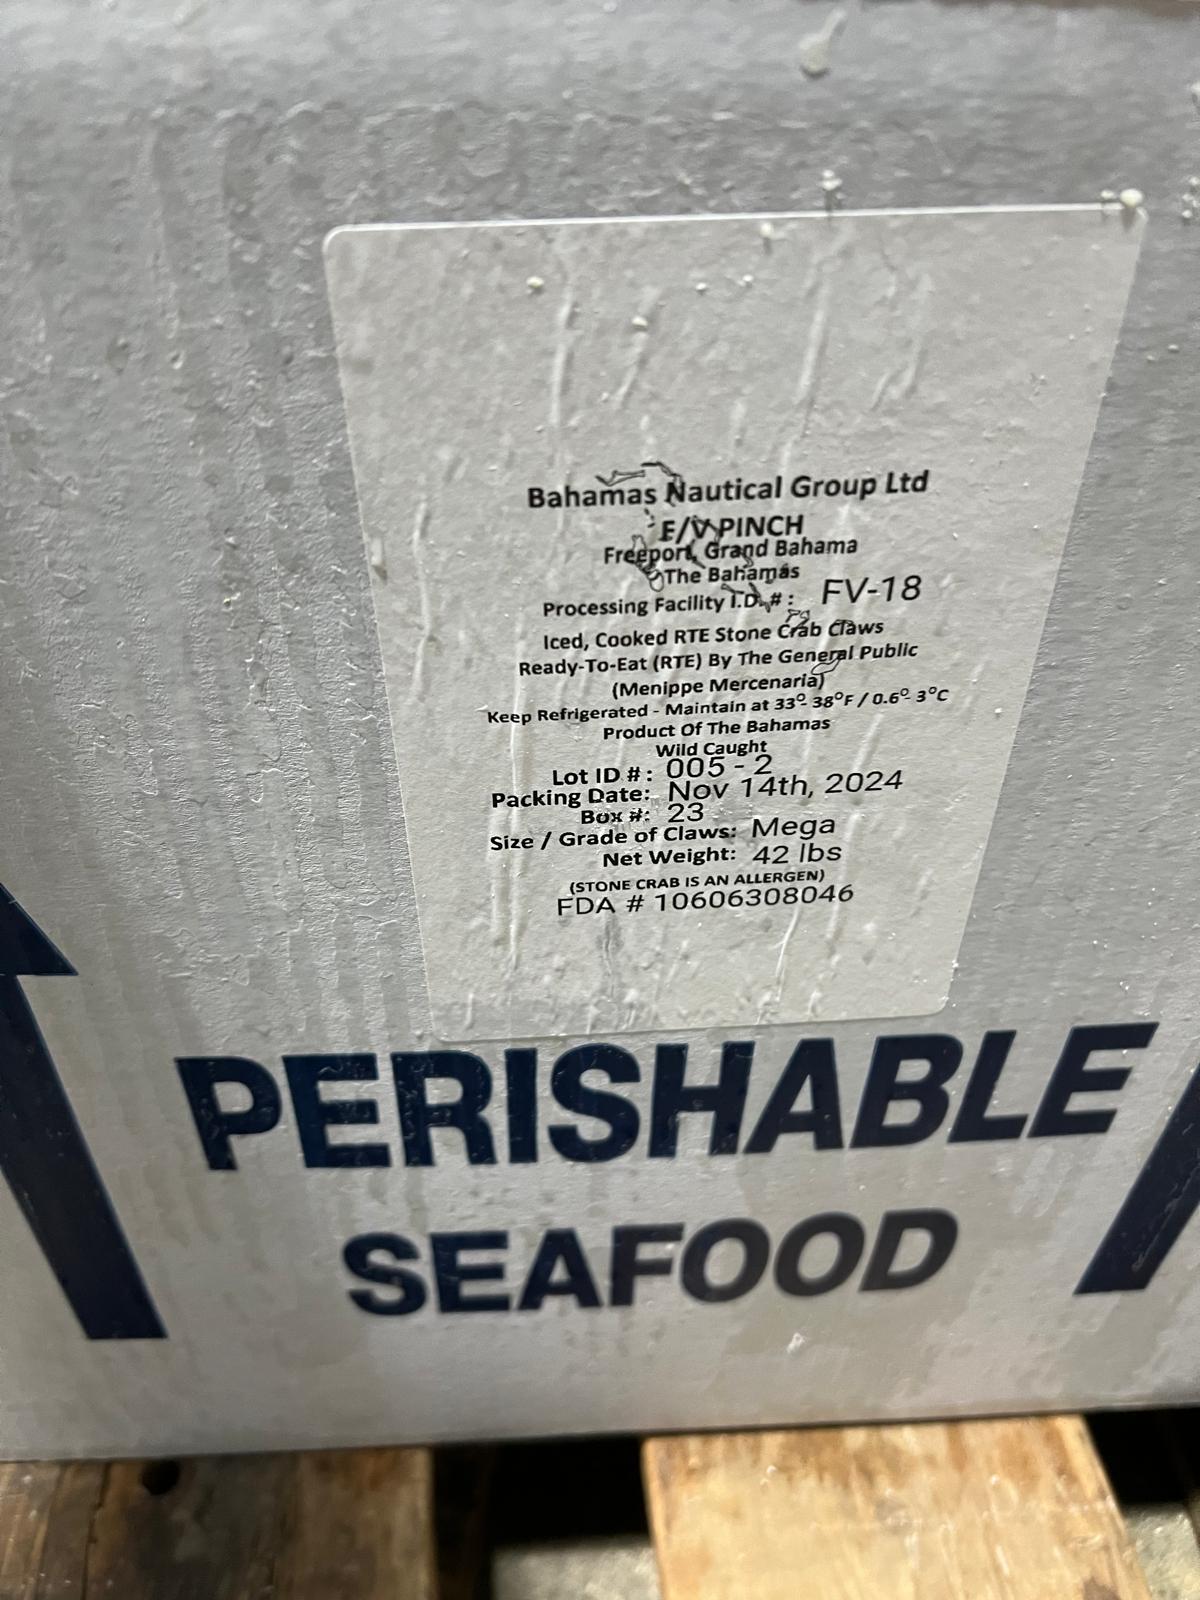 Bahamas Nautical Group Ltd
F/V PINCH
Freeport, Grand Bahama
The Bahamas
Processing Facility I.D. #: FV-18
Iced, Cooked RTE Stone Crab Claws
Ready-To-Eat (RTE) By The General Public
(Menippe Mercenaria)
Keep Refrigerated - Maintain at 33°- 38°F / 0.6°- 3°C
Product Of The Bahamas
Wild Caught
Lot ID #: 005 - 2
Packing Date: Nov 14th, 2024
Box #: 23
Size / Grade of Claws: Mega
Net Weight: 42 lbs
(STONE CRAB IS AN ALLERGEN)
FDA # 10606308046
PERISHABLE
SEAFOOD